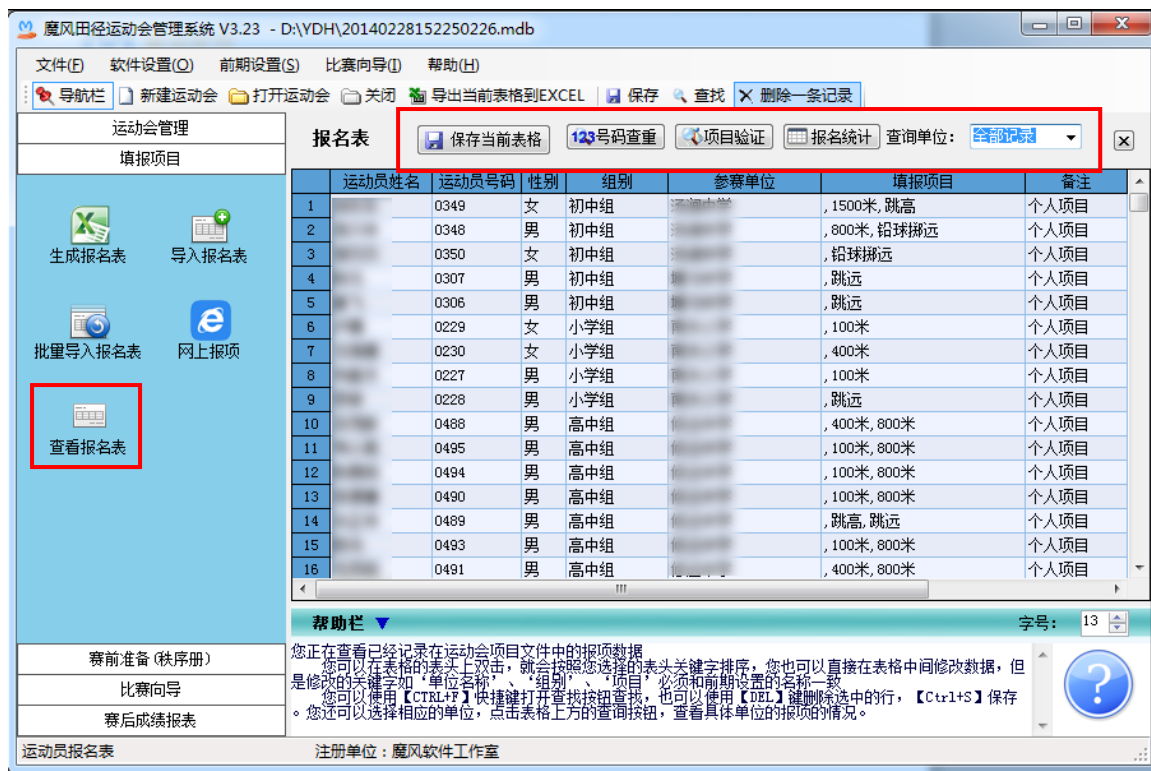 魔风田径运动会管理系统 V3.23 - D:\YDH\20140228152250226.mdb
文件(F) 软件设置(O) 前期设置(S) 比赛向导(I) 帮助(H)
导航栏 新建运动会 打开运动会 关闭 导出当前表格到EXCEL 保存 查找 删除一条记录
运动会管理
填报项目
生成报名表 导入报名表
批量导入报名表 网上报项
查看报名表
赛前准备(秩序册)
比赛向导
赛后成绩报表
报名表 保存当前表格 123号码查重 项目验证 报名统计 查询单位: 全部记录
运动员姓名 运动员号码 性别 组别 参赛单位 填报项目 备注
1 0349 女 初中组 ,1500米,跳高 个人项目
2 0348 男 初中组 ,800米,铅球掷远 个人项目
3 0350 女 初中组 ,铅球掷远 个人项目
4 0307 男 初中组 ,跳远 个人项目
5 0306 男 初中组 ,跳远 个人项目
6 0229 女 小学组 ,100米 个人项目
7 0230 女 小学组 ,400米 个人项目
8 0227 男 小学组 ,100米 个人项目
9 0228 男 小学组 ,跳远 个人项目
10 0488 男 高中组 ,400米,800米 个人项目
11 0495 男 高中组 ,100米,800米 个人项目
12 0494 男 高中组 ,100米,800米 个人项目
13 0490 男 高中组 ,100米,800米 个人项目
14 0489 男 高中组 ,跳高,跳远 个人项目
15 0493 男 高中组 ,100米,800米 个人项目
16 0491 男 高中组 ,400米,800米 个人项目
帮助栏 ▼ 字号: 13
您正在查看已经记录在运动会项目文件中的报项数据
您可以在表格的表头上双击，就会按照您选择的表头关键字排序，您也可以直接在表格中间修改数据，但
是修改的关键字如‘单位名称’、‘组别’、‘项目’必须和前期设置的名称一致
您可以使用【CTRL+F】快捷键打开查找按钮查找，也可以使用【DEL】键删除选中的行，【Ctrl+S】保存
。您还可以选择相应的单位，点击表格上方的查询按钮，查看具体单位的报项的情况。
运动员报名表 注册单位：魔风软件工作室